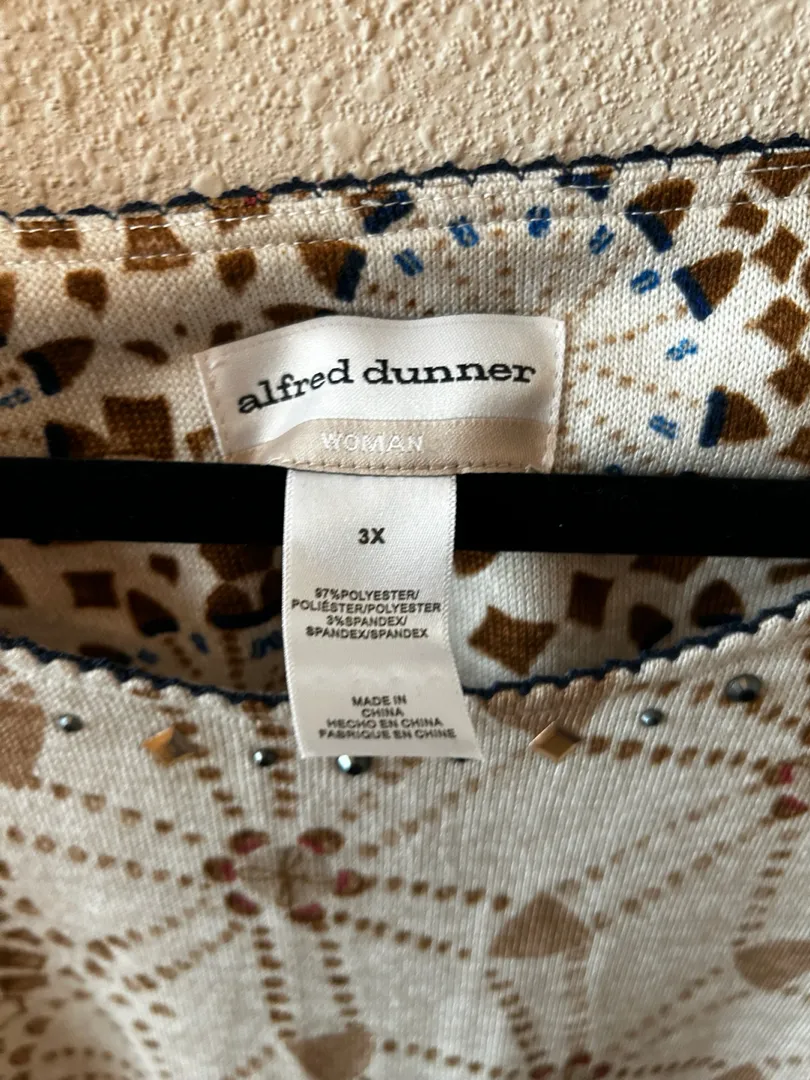 alfred dunner
WOMAN
3X
97%POLYESTER/
POLIÉSTER/POLYESTER
3%SPANDEX/
SPANDEX/SPANDEX
MADE IN
CHINA
HECHO EN CHINA
FABRIQUE EN CHINE